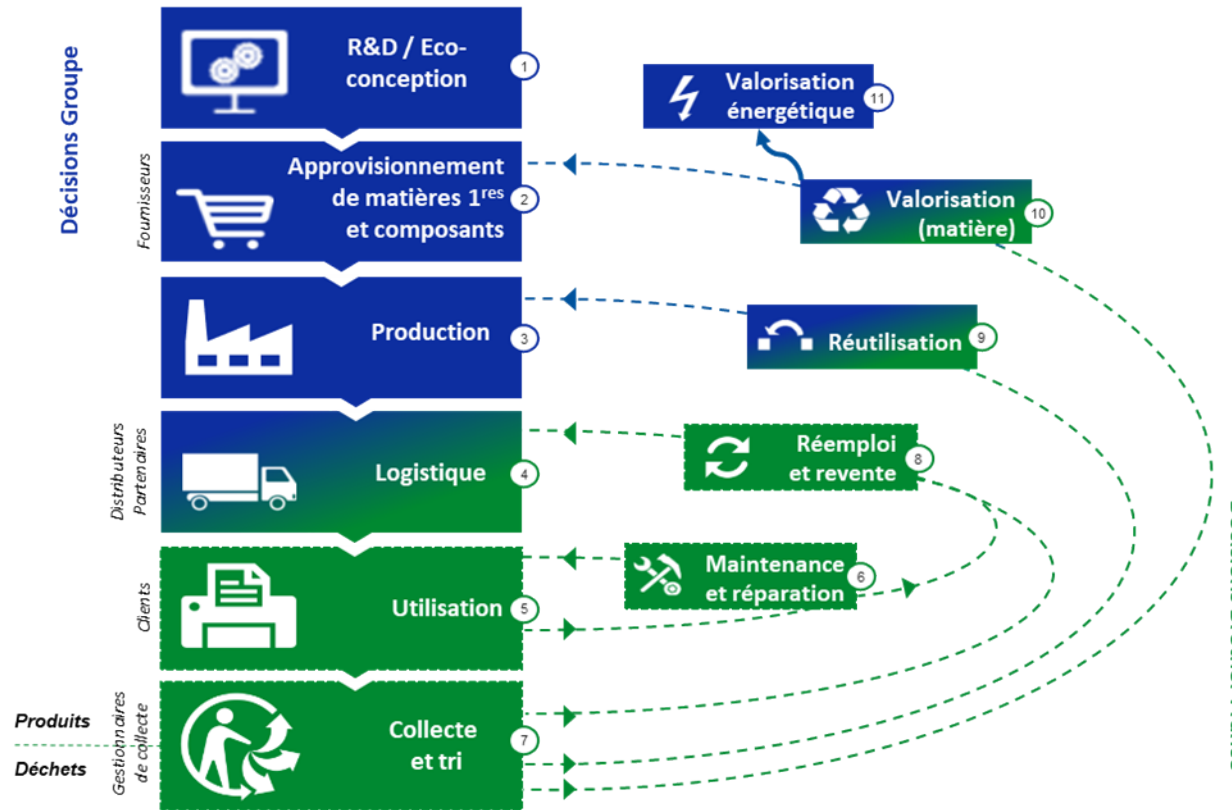 Décisions Groupe
Fournisseurs
Distributeurs
Partenaires
Clients
Gestionnaires
de collecte
Produits
Déchets
R&D / Eco-
conception
1
Approvisionnement
de matières 1res
et composants
2
Production
3
Logistique
4
Utilisation
5
Collecte
et tri
7
Valorisation
énergétique
11
Valorisation
(matière)
10
Réutilisation
9
Réemploi
et revente
8
Maintenance
et réparation
6